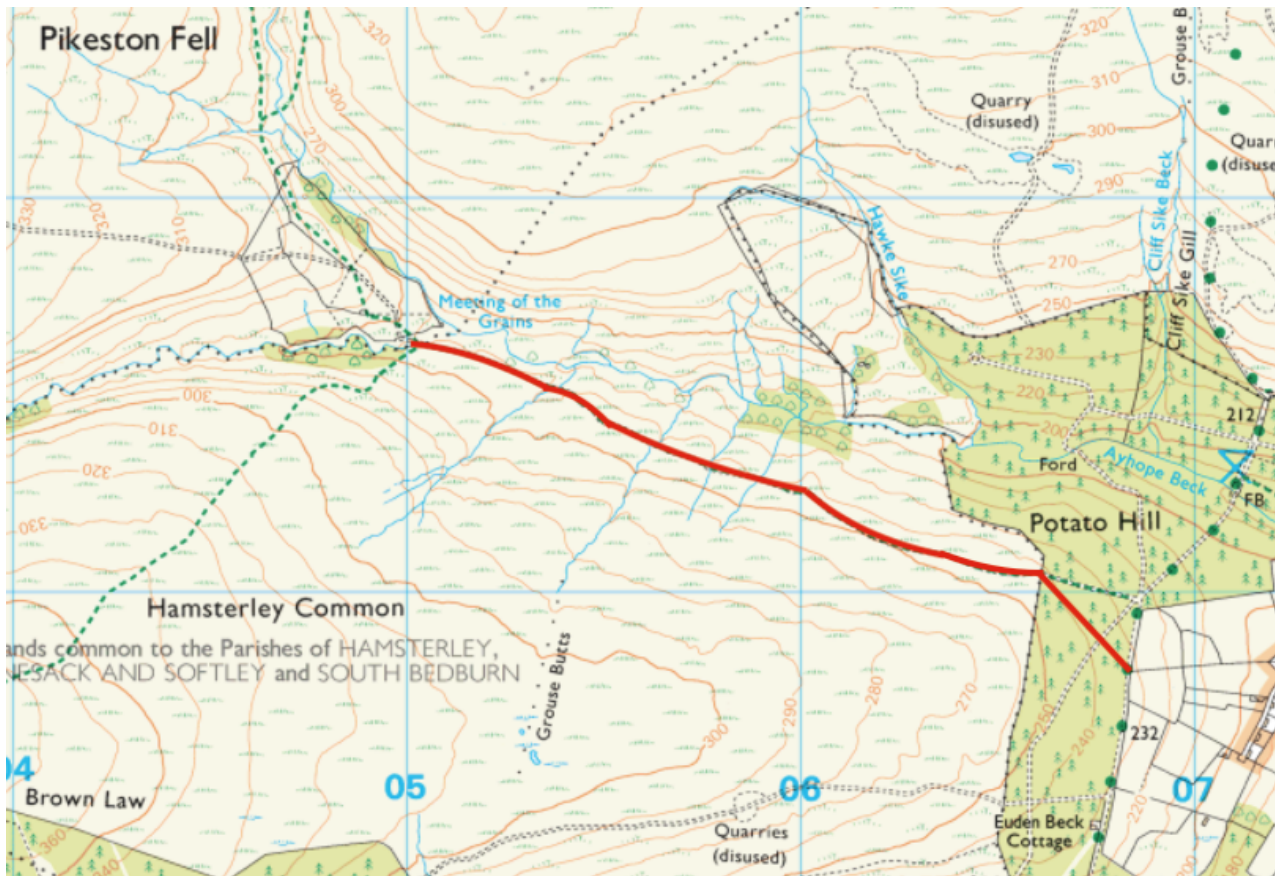 Pikeston Fell
320
300
270
320
Grouse B
310
Quarry
(disused)
300
Quarr
(disuse
290
330
320
310
Hawke Sike
Cliff Sike Beck
Cliff Sike Gill
270
250
Meeting of the
Grains
230
220
212
300
200
310
Ford
Ayhope Beck
320
FB
330
Potato Hill
Hamsterley Common
ands common to the Parishes of HAMSTERLEY,
NESACK AND SOFTLEY and SOUTH BEDBURN
Grouse Butts
280
270
290
300
250
240
232
04
05
06
07
Brown Law
220
200
190
Euden Beck
Cottage
Quarries
(disused)
360
340